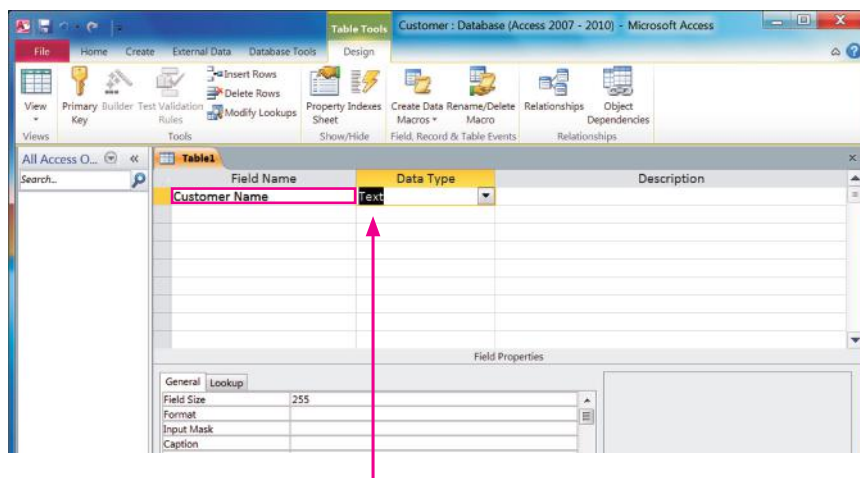 Table Tools
Customer : Database (Access 2007 - 2010) - Microsoft Access
File Home Create External Data Database Tools Design
View
Primary Key
Builder
Test Validation Rules
Insert Rows
Delete Rows
Modify Lookups
Property Sheet
Indexes
Create Data Macros
Rename/Delete Macro
Relationships
Object Dependencies
Views
Tools
Show/Hide
Field, Record & Table Events
Relationships
All Access O...
Table1
Search...
Field Name Data Type Description
Customer Name Text
Field Properties
General Lookup
Field Size 255
Format
Input Mask
Caption